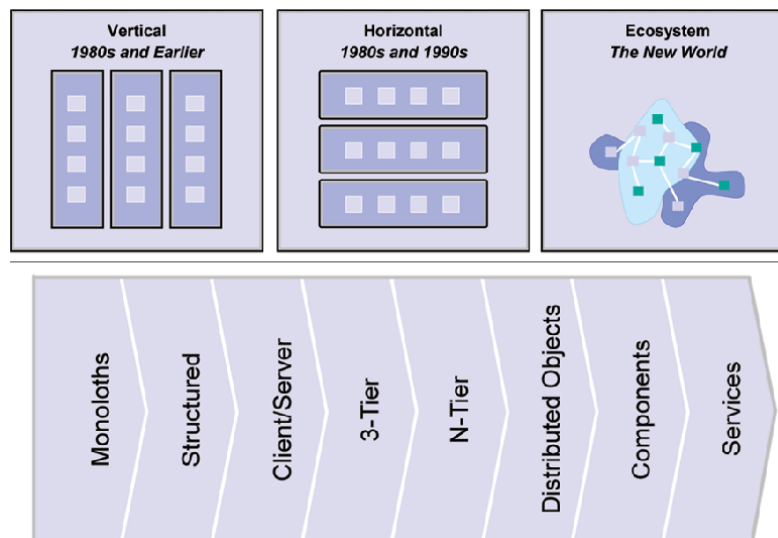 Vertical
1980s and Earlier
Horizontal
1980s and 1990s
Ecosystem
The New World
Monoloths
Structured
Client/Server
3-Tier
N-Tier
Distributed Objects
Components
Services